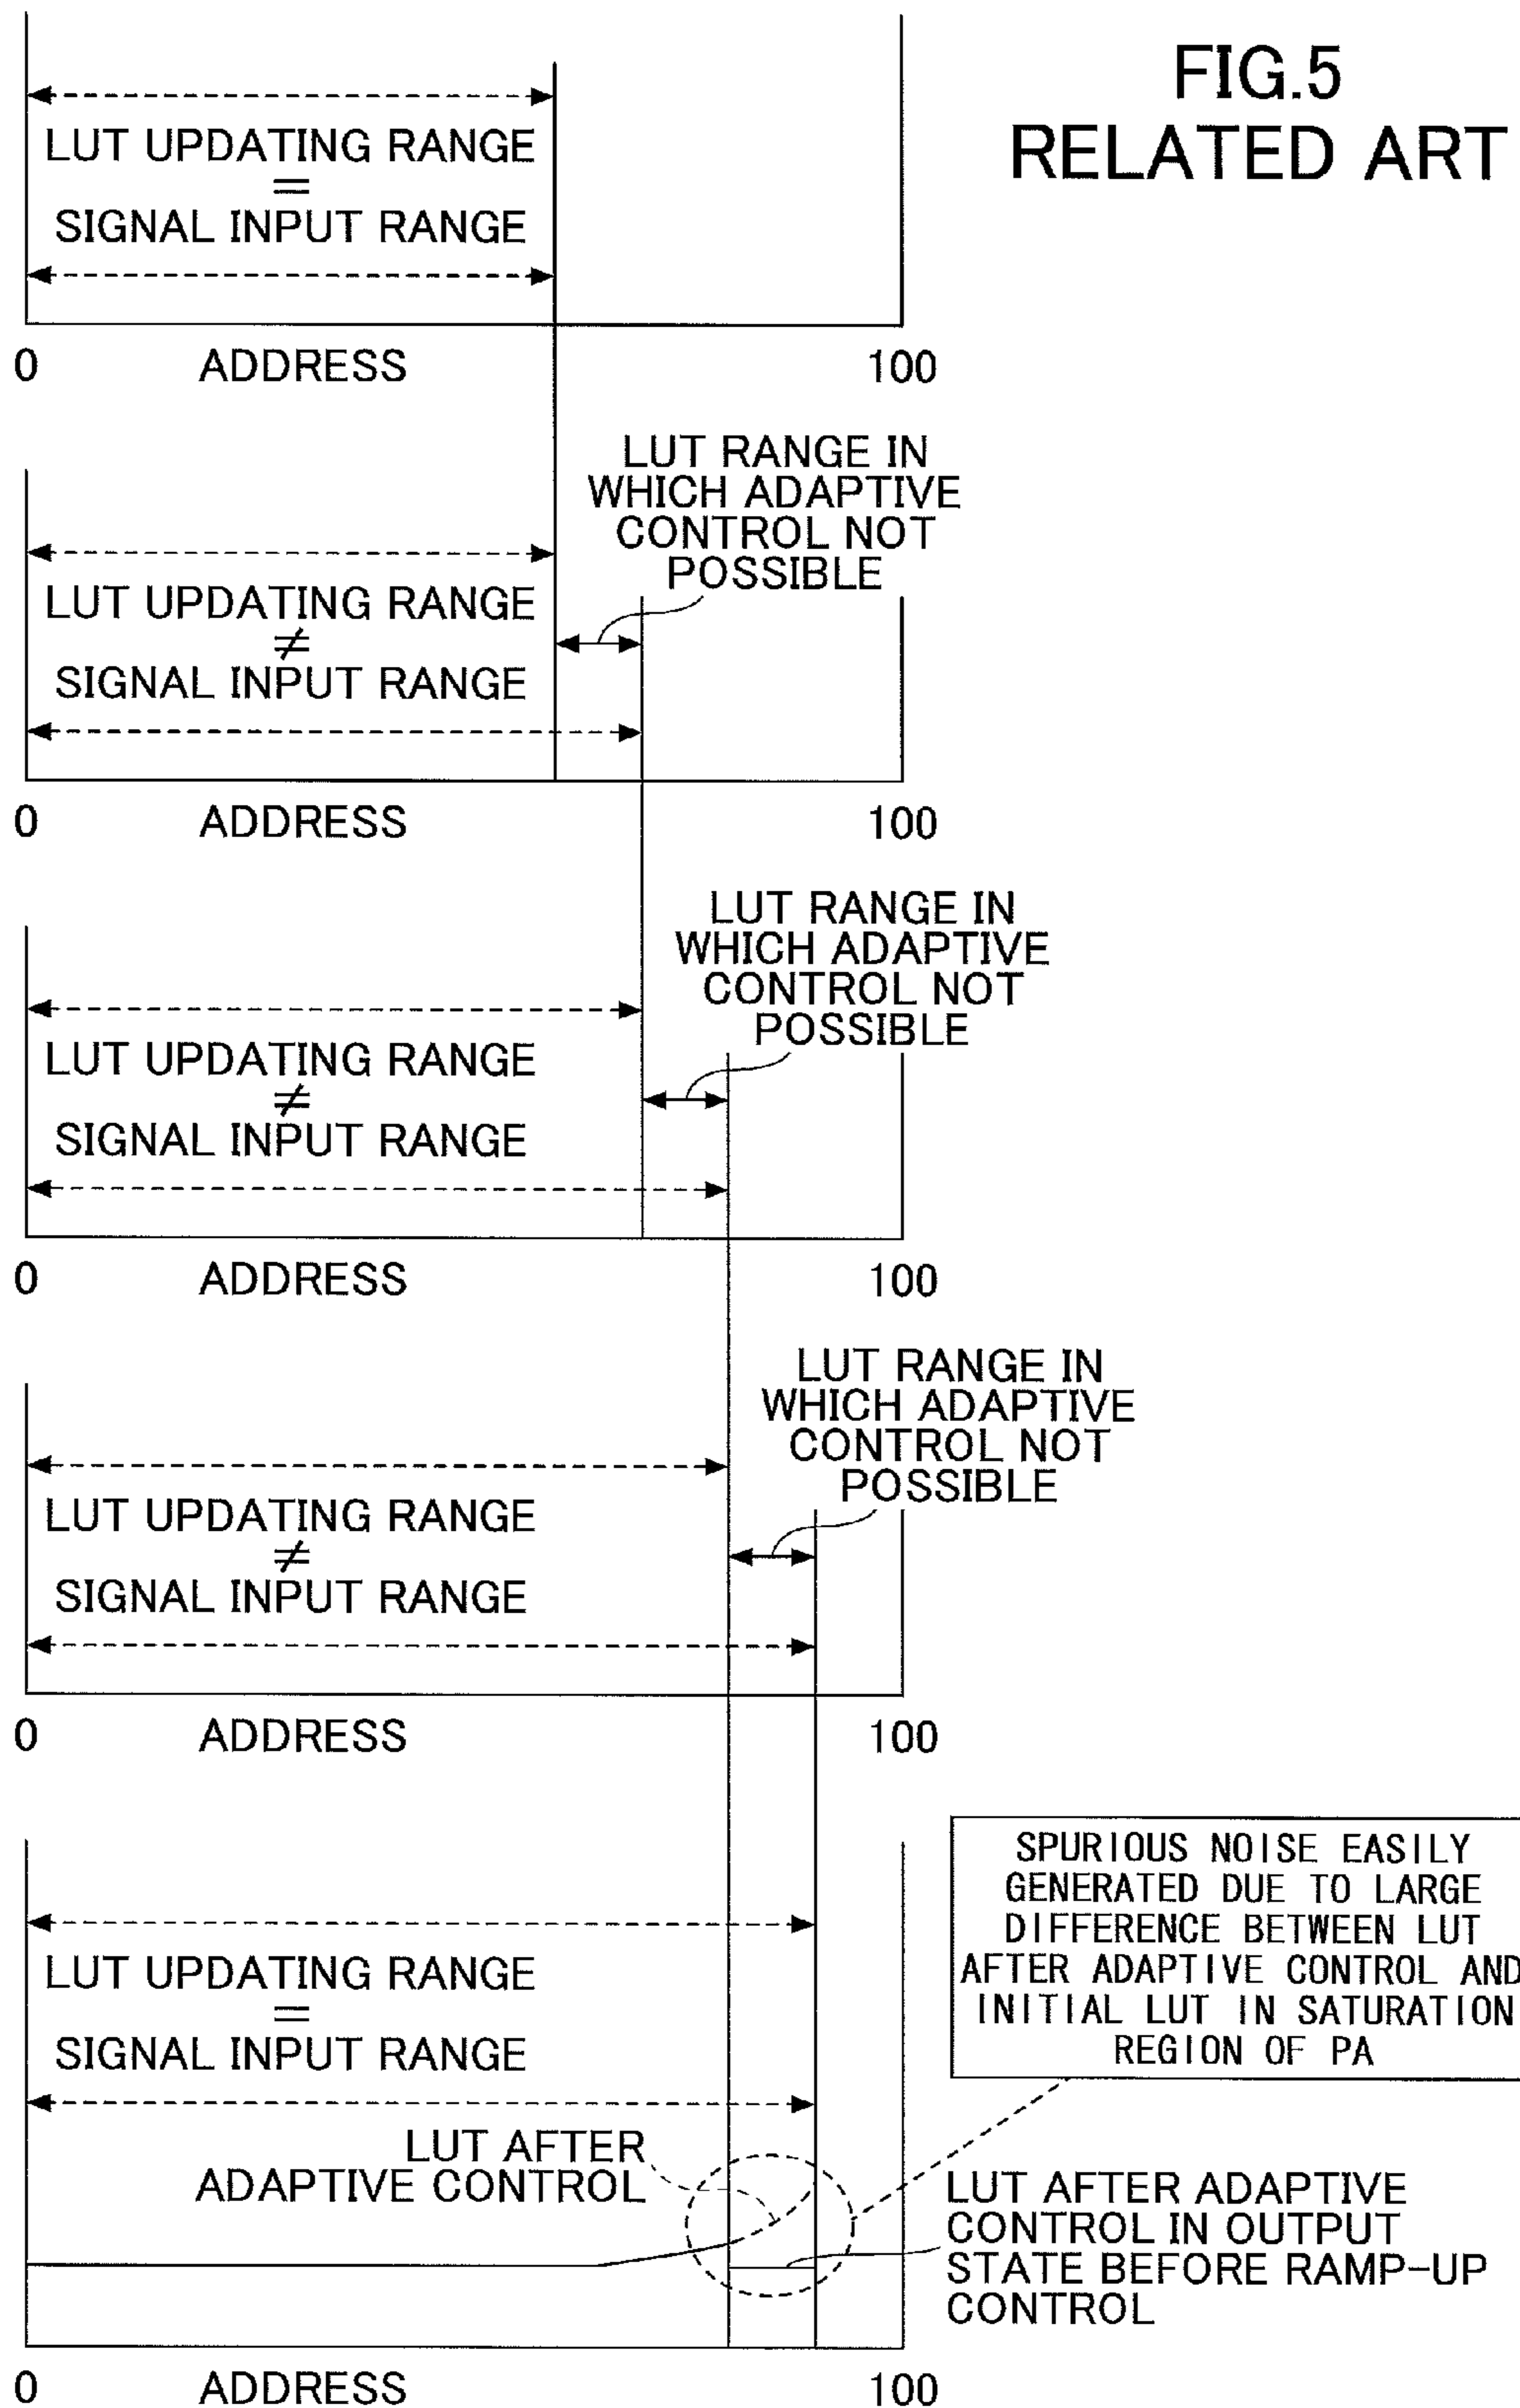 FIG.5
RELATED ART
LUT UPDATING RANGE
=
SIGNAL INPUT RANGE
0 ADDRESS 100
LUT RANGE IN
WHICH ADAPTIVE
CONTROL NOT
POSSIBLE
LUT UPDATING RANGE
≠
SIGNAL INPUT RANGE
0 ADDRESS 100
LUT RANGE IN
WHICH ADAPTIVE
CONTROL NOT
POSSIBLE
LUT UPDATING RANGE
≠
SIGNAL INPUT RANGE
0 ADDRESS 100
LUT RANGE IN
WHICH ADAPTIVE
CONTROL NOT
POSSIBLE
LUT UPDATING RANGE
≠
SIGNAL INPUT RANGE
0 ADDRESS 100
SPURIOUS NOISE EASILY
GENERATED DUE TO LARGE
DIFFERENCE BETWEEN LUT
AFTER ADAPTIVE CONTROL AND
INITIAL LUT IN SATURATION
REGION OF PA
LUT UPDATING RANGE
=
SIGNAL INPUT RANGE
LUT AFTER
ADAPTIVE CONTROL
LUT AFTER ADAPTIVE
CONTROL IN OUTPUT
STATE BEFORE RAMP-UP
CONTROL
0 ADDRESS 100